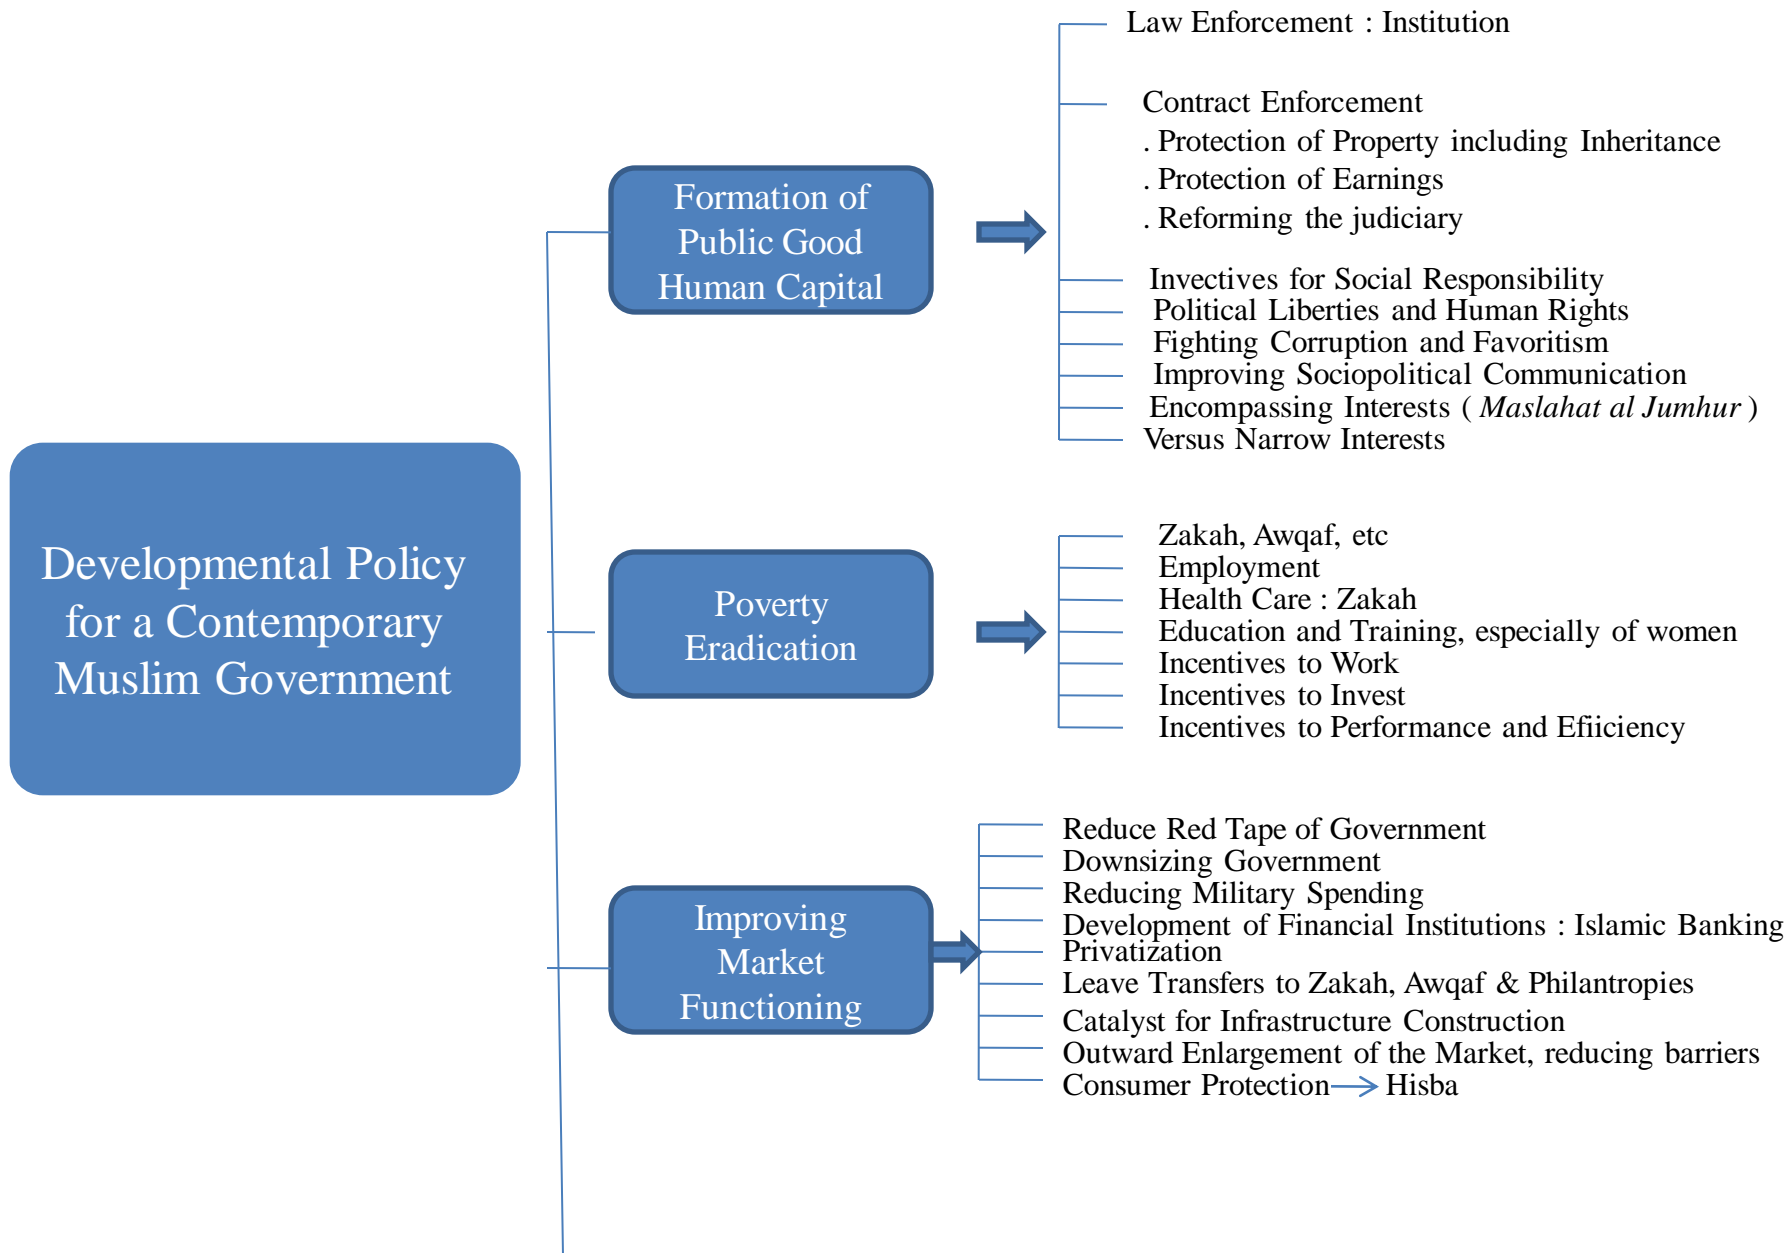 Developmental Policy
for a Contemporary
Muslim Government
Formation of
Public Good
Human Capital
Law Enforcement : Institution
Contract Enforcement
. Protection of Property including Inheritance
. Protection of Earnings
. Reforming the judiciary
Invectives for Social Responsibility
Political Liberties and Human Rights
Fighting Corruption and Favoritism
Improving Sociopolitical Communication
Encompassing Interests ( Maslahat al Jumhur )
Versus Narrow Interests
Poverty
Eradication
Zakah, Awqaf, etc
Employment
Health Care : Zakah
Education and Training, especially of women
Incentives to Work
Incentives to Invest
Incentives to Performance and Efiiciency
Improving
Market
Functioning
Reduce Red Tape of Government
Downsizing Government
Reducing Military Spending
Development of Financial Institutions : Islamic Banking
Privatization
Leave Transfers to Zakah, Awqaf & Philantropies
Catalyst for Infrastructure Construction
Outward Enlargement of the Market, reducing barriers
Consumer Protection → Hisba